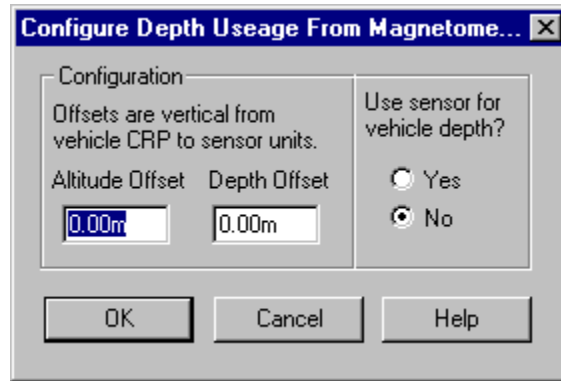 Configure Depth Useage From Magnetome...
Configuration
Offsets are vertical from
vehicle CRP to sensor units.
Altitude Offset Depth Offset
0.00m 0.00m
Use sensor for
vehicle depth?
Yes
No
OK Cancel Help